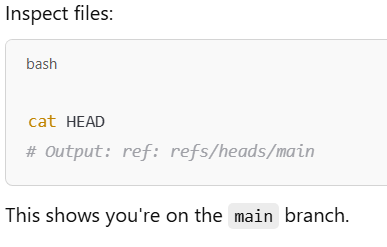 Inspect files:
bash
cat HEAD
# Output: ref: refs/heads/main
This shows you're on the main branch.